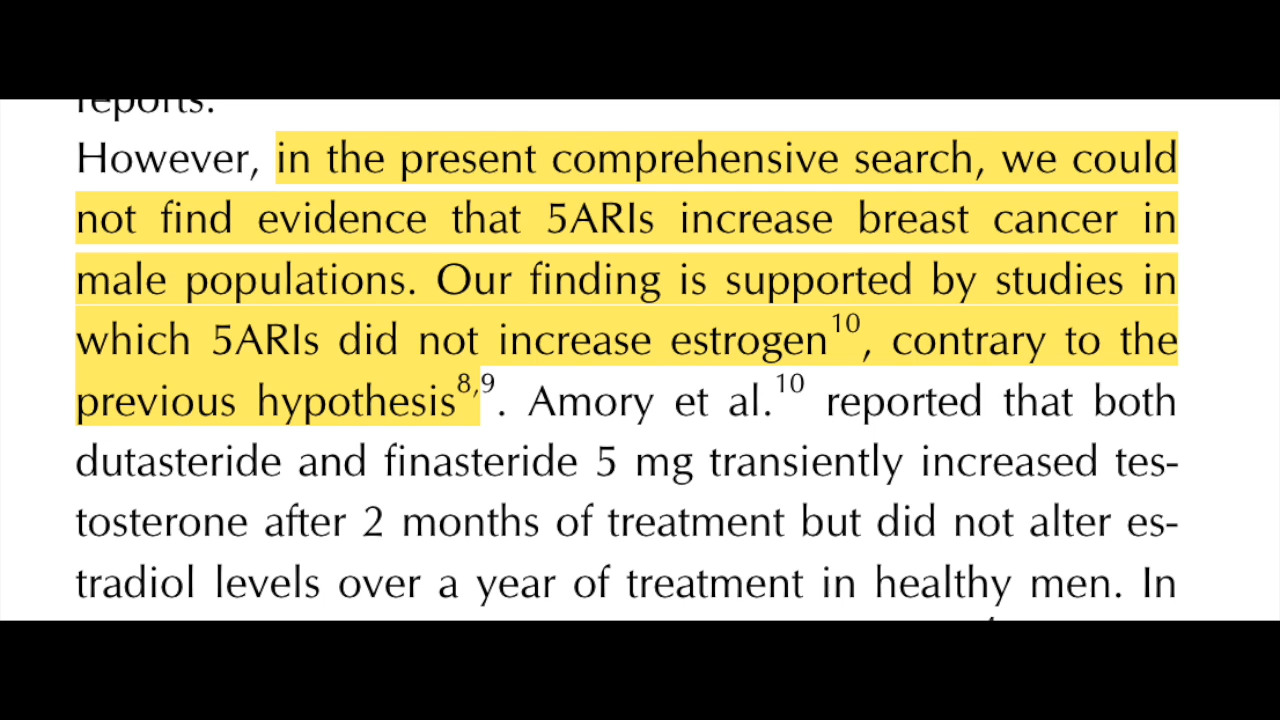 reports.
However, in the present comprehensive search, we could
not find evidence that 5ARIs increase breast cancer in
male populations. Our finding is supported by studies in
which 5ARIs did not increase estrogen10, contrary to the
previous hypothesis8,9. Amory et al.10 reported that both
dutasteride and finasteride 5 mg transiently increased tes-
tosterone after 2 months of treatment but did not alter es-
tradiol levels over a year of treatment in healthy men. In